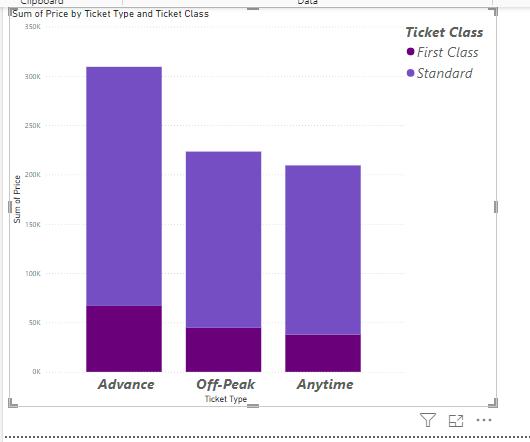 Clipboard
Data
Sum of Price by Ticket Type and Ticket Class
Ticket Class
First Class
Standard
Sum of Price
350K
300K
250K
200K
150K
100K
50K
0K
Advance
Off-Peak
Anytime
Ticket Type